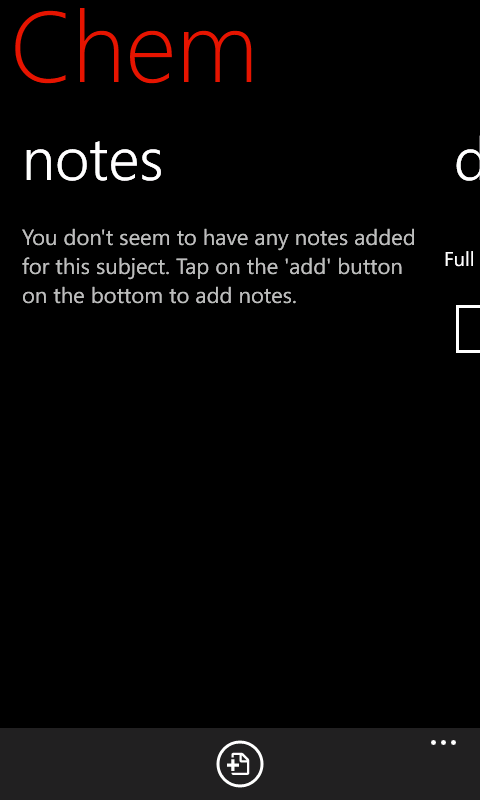 Chem
notes
You don't seem to have any notes added
for this subject. Tap on the 'add' button
on the bottom to add notes.
Full